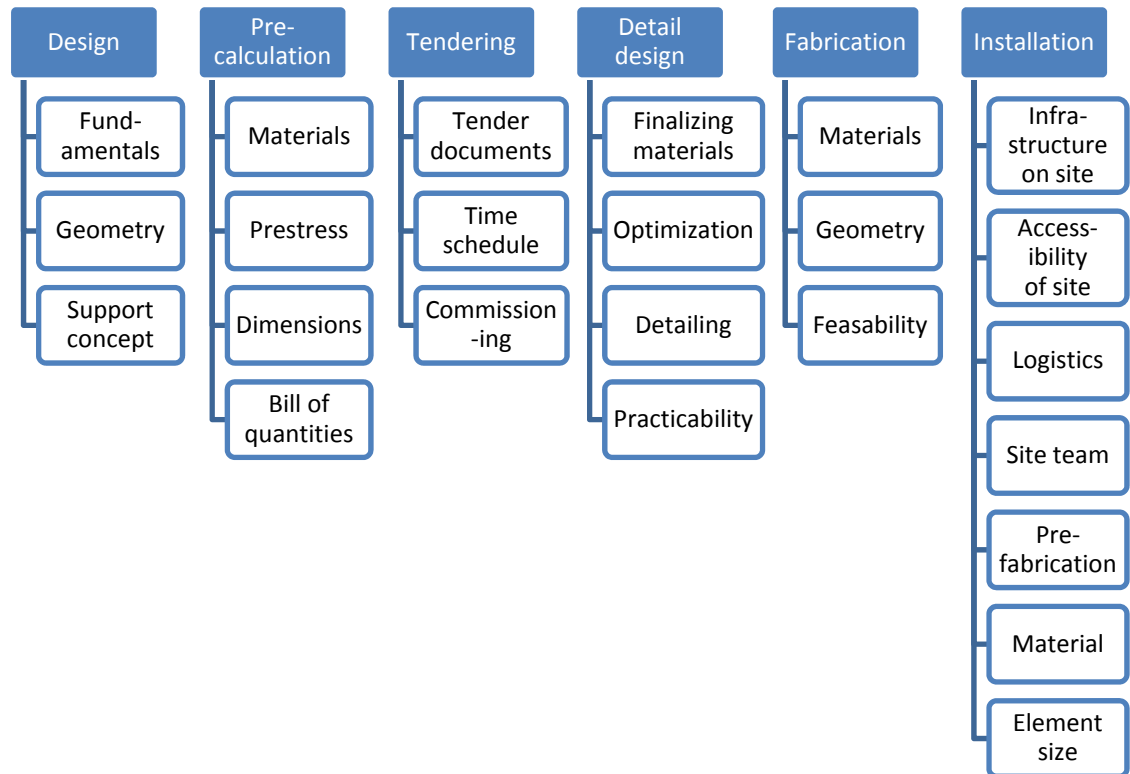 Design
Fund-
amentals
Geometry
Support
concept
Pre-
calculation
Materials
Prestress
Dimensions
Bill of
quantities
Tendering
Tender
documents
Time
schedule
Commission
-ing
Detail
design
Finalizing
materials
Optimization
Detailing
Practicability
Fabrication
Materials
Geometry
Feasability
Installation
Infra-
structure
on site
Access-
ibility
of site
Logistics
Site team
Pre-
fabrication
Material
Element
size